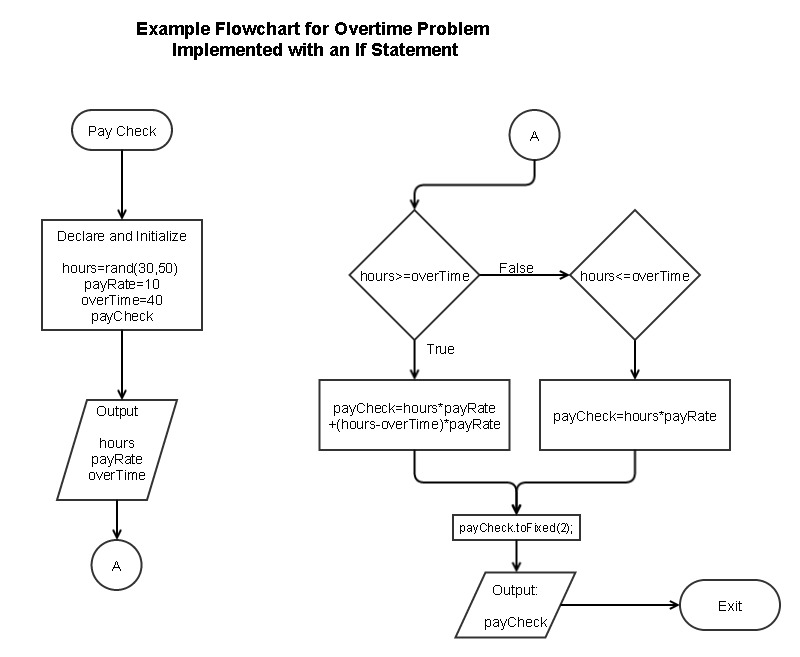 Example Flowchart for Overtime Problem
Implemented with an If Statement
Pay Check
Declare and Initialize
hours=rand(30,50)
payRate=10
overTime=40
payCheck
Output
hours
payRate
overTime
A
A
hours>=overTime
False
hours<=overTime
True
payCheck=hours*payRate
+(hours-overTime)*payRate
payCheck=hours*payRate
payCheck.toFixed(2);
Output:
payCheck
Exit